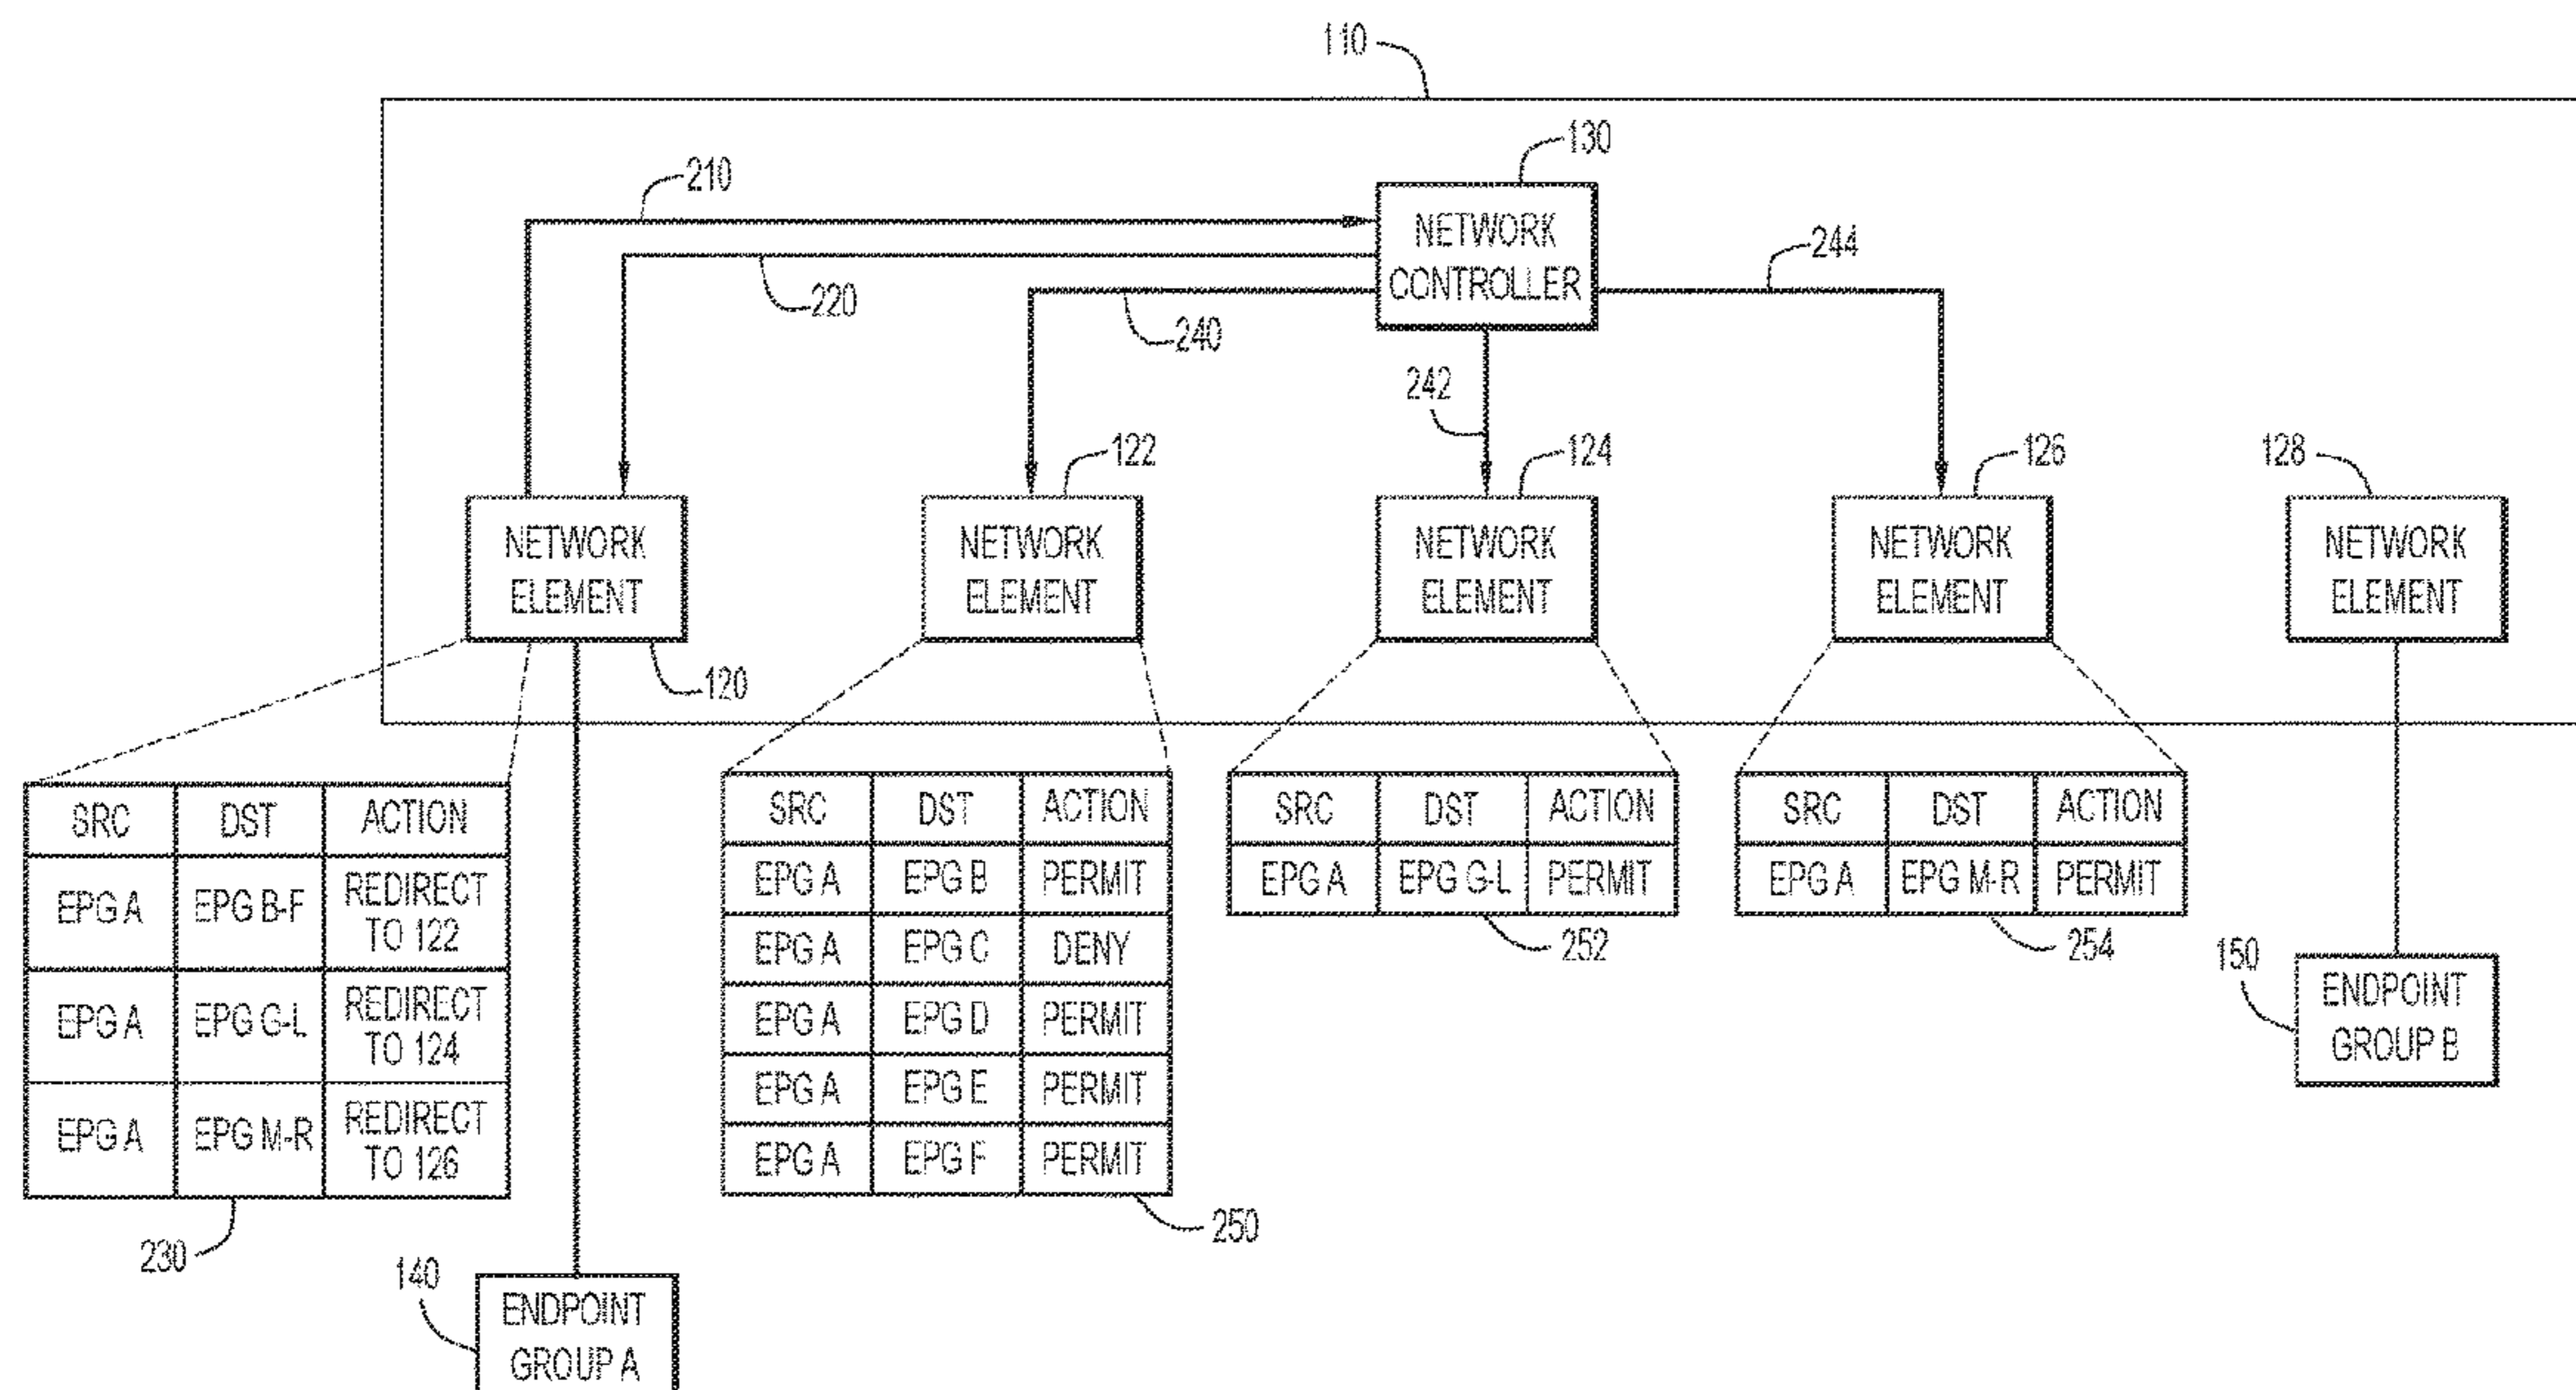 110
130
210
NETWORK
CONTROLLER
244
220
240
242
122
124
126
128
NETWORK
ELEMENT
NETWORK
ELEMENT
NETWORK
ELEMENT
NETWORK
ELEMENT
NETWORK
ELEMENT
120
SRC DST ACTION
EPG A EPG B-F REDIRECT
TO 122
EPG A EPG G-L REDIRECT
TO 124
EPG A EPG M-R REDIRECT
TO 126
230
SRC DST ACTION
EPG A EPG B PERMIT
EPG A EPG C DENY
EPG A EPG D PERMIT
EPG A EPG E PERMIT
EPG A EPG F PERMIT
250
SRC DST ACTION
EPG A EPG G-L PERMIT
252
SRC DST ACTION
EPG A EPG M-R PERMIT
254
150
ENDPOINT
GROUP B
140
ENDPOINT
GROUP A